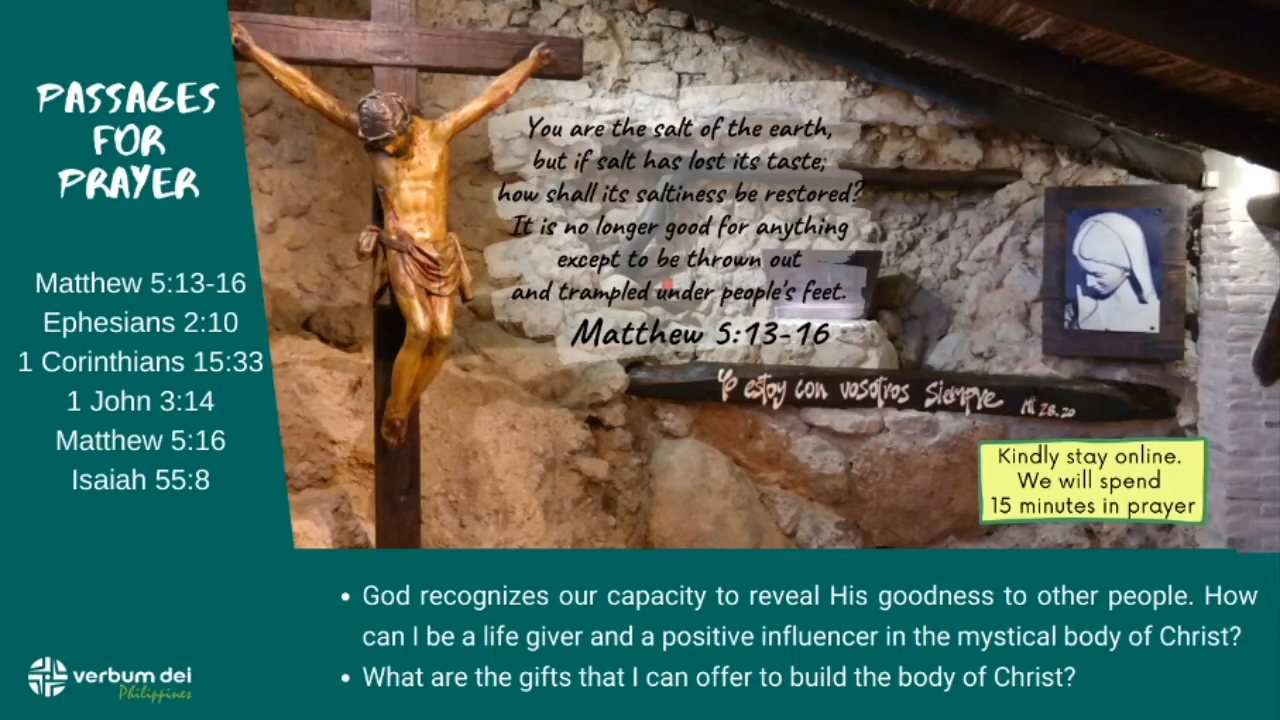 PASSAGES
FOR
PRAYER
Matthew 5:13-16
Ephesians 2:10
1 Corinthians 15:33
1 John 3:14
Matthew 5:16
Isaiah 55:8
You are the salt of the earth,
but if salt has lost its taste,
how shall its saltiness be restored?
It is no longer good for anything
except to be thrown out
and trampled under people's feet.
Matthew 5:13-16
Yo estoy con vosotros Siempre Mt 28.20
Kindly stay online.
We will spend
15 minutes in prayer
• God recognizes our capacity to reveal His goodness to other people. How
can I be a life giver and a positive influencer in the mystical body of Christ?
• What are the gifts that I can offer to build the body of Christ?
verbum dei
Philippines